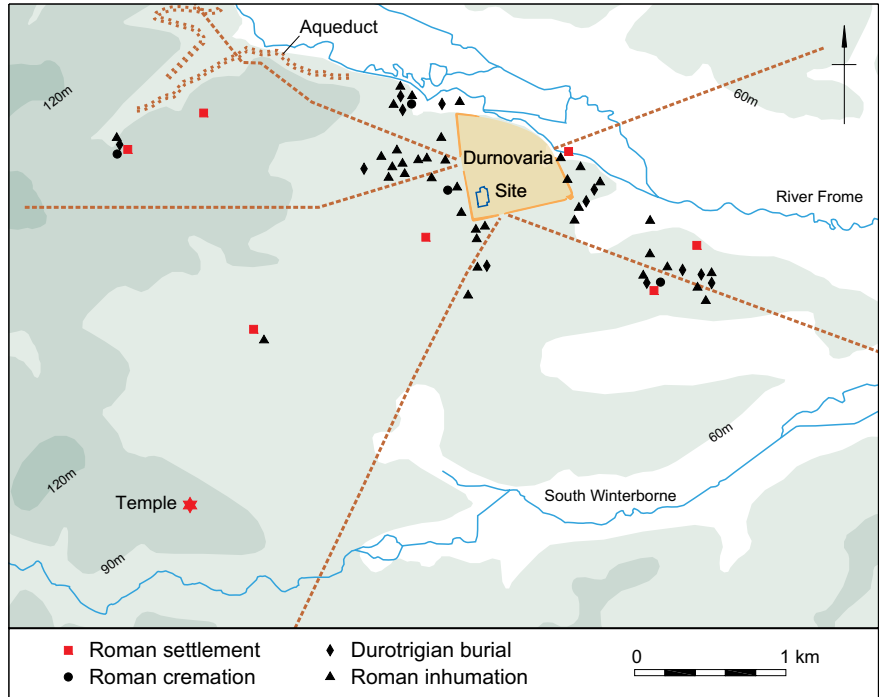 Aqueduct
120m
60m
Durnovaria
Site
River Frome
60m
120m
Temple
South Winterborne
90m
Roman settlement
Durotrigian burial
0
1 km
Roman cremation
Roman inhumation